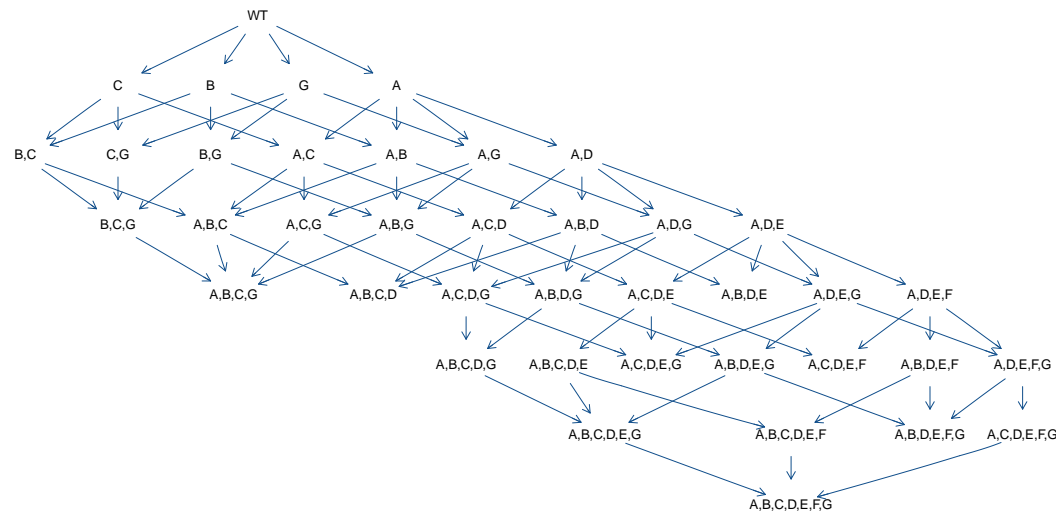 WT
C B G A
B,C C,G B,G A,C A,B A,G A,D
B,C,G A,B,C A,C,G A,B,G A,C,D A,B,D A,D,G A,D,E
A,B,C,G A,B,C,D A,C,D,G A,B,D,G A,C,D,E A,B,D,E A,D,E,G A,D,E,F
A,B,C,D,G A,B,C,D,E A,C,D,E,G A,B,D,E,G A,C,D,E,F A,B,D,E,F A,D,E,F,G
A,B,C,D,E,G A,B,C,D,E,F A,B,D,E,F,G A,C,D,E,F,G
A,B,C,D,E,F,G